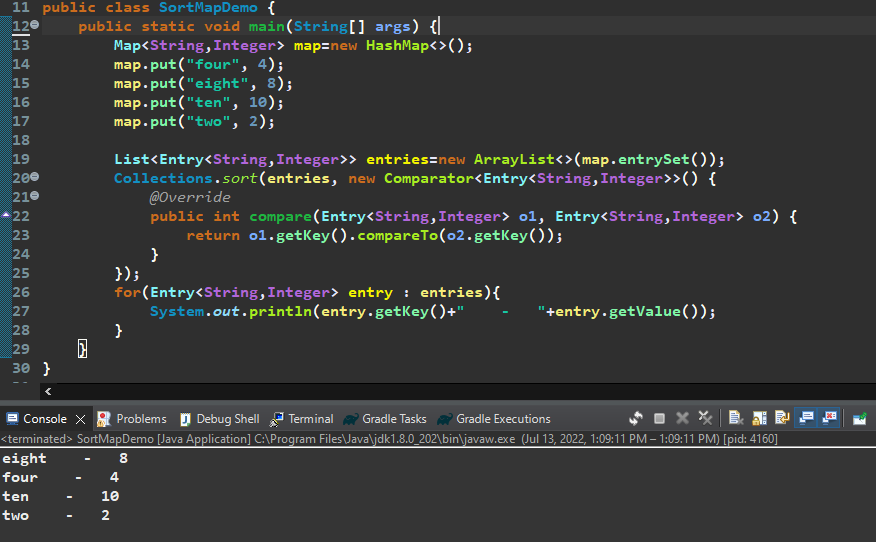 11 public class SortMapDemo {
12 public static void main(String[] args) {
13 Map<String,Integer> map=new HashMap<>();
14 map.put("four", 4);
15 map.put("eight", 8);
16 map.put("ten", 10);
17 map.put("two", 2);
18
19 List<Entry<String,Integer>> entries=new ArrayList<>(map.entrySet());
20 Collections.sort(entries, new Comparator<Entry<String,Integer>>() {
21 @Override
22 public int compare(Entry<String,Integer> o1, Entry<String,Integer> o2) {
23 return o1.getKey().compareTo(o2.getKey());
24 }
25 });
26 for(Entry<String,Integer> entry : entries){
27 System.out.println(entry.getKey()+"    -   "+entry.getValue());
28 }
29 }
30 }
Console Problems Debug Shell Terminal Gradle Tasks Gradle Executions
<terminated> SortMapDemo [Java Application] C:\Program Files\Java\jdk1.8.0_202\bin\javaw.exe (Jul 13, 2022, 1:09:11 PM – 1:09:11 PM) [pid: 4160]
eight    -   8
four    -   4
ten    -   10
two    -   2